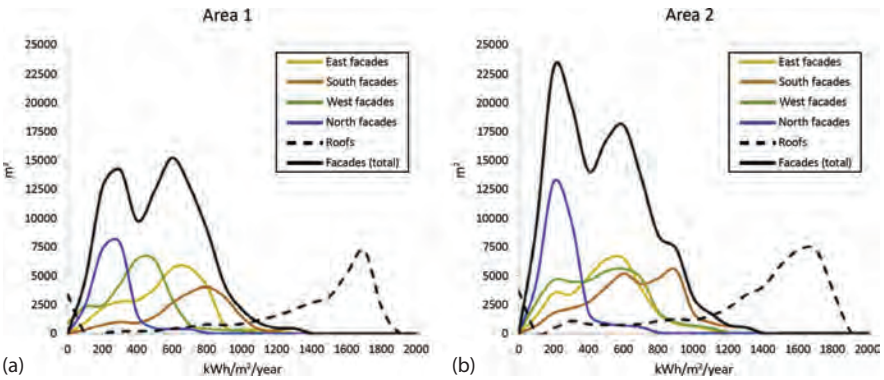 Area 1
25000
22500
20000
17500
15000
12500
10000
7500
5000
2500
0
m²
East facades
South facades
West facades
North facades
Roofs
Facades (total)
0 200 400 600 800 1000 1200 1400 1600 1800 2000
(a)
kWh/m²/year
Area 2
25000
22500
20000
17500
15000
12500
10000
7500
5000
2500
0
m²
East facades
South facades
West facades
North facades
Roofs
Facades (total)
0 200 400 600 800 1000 1200 1400 1600 1800 2000
(b)
kWh/m²/year